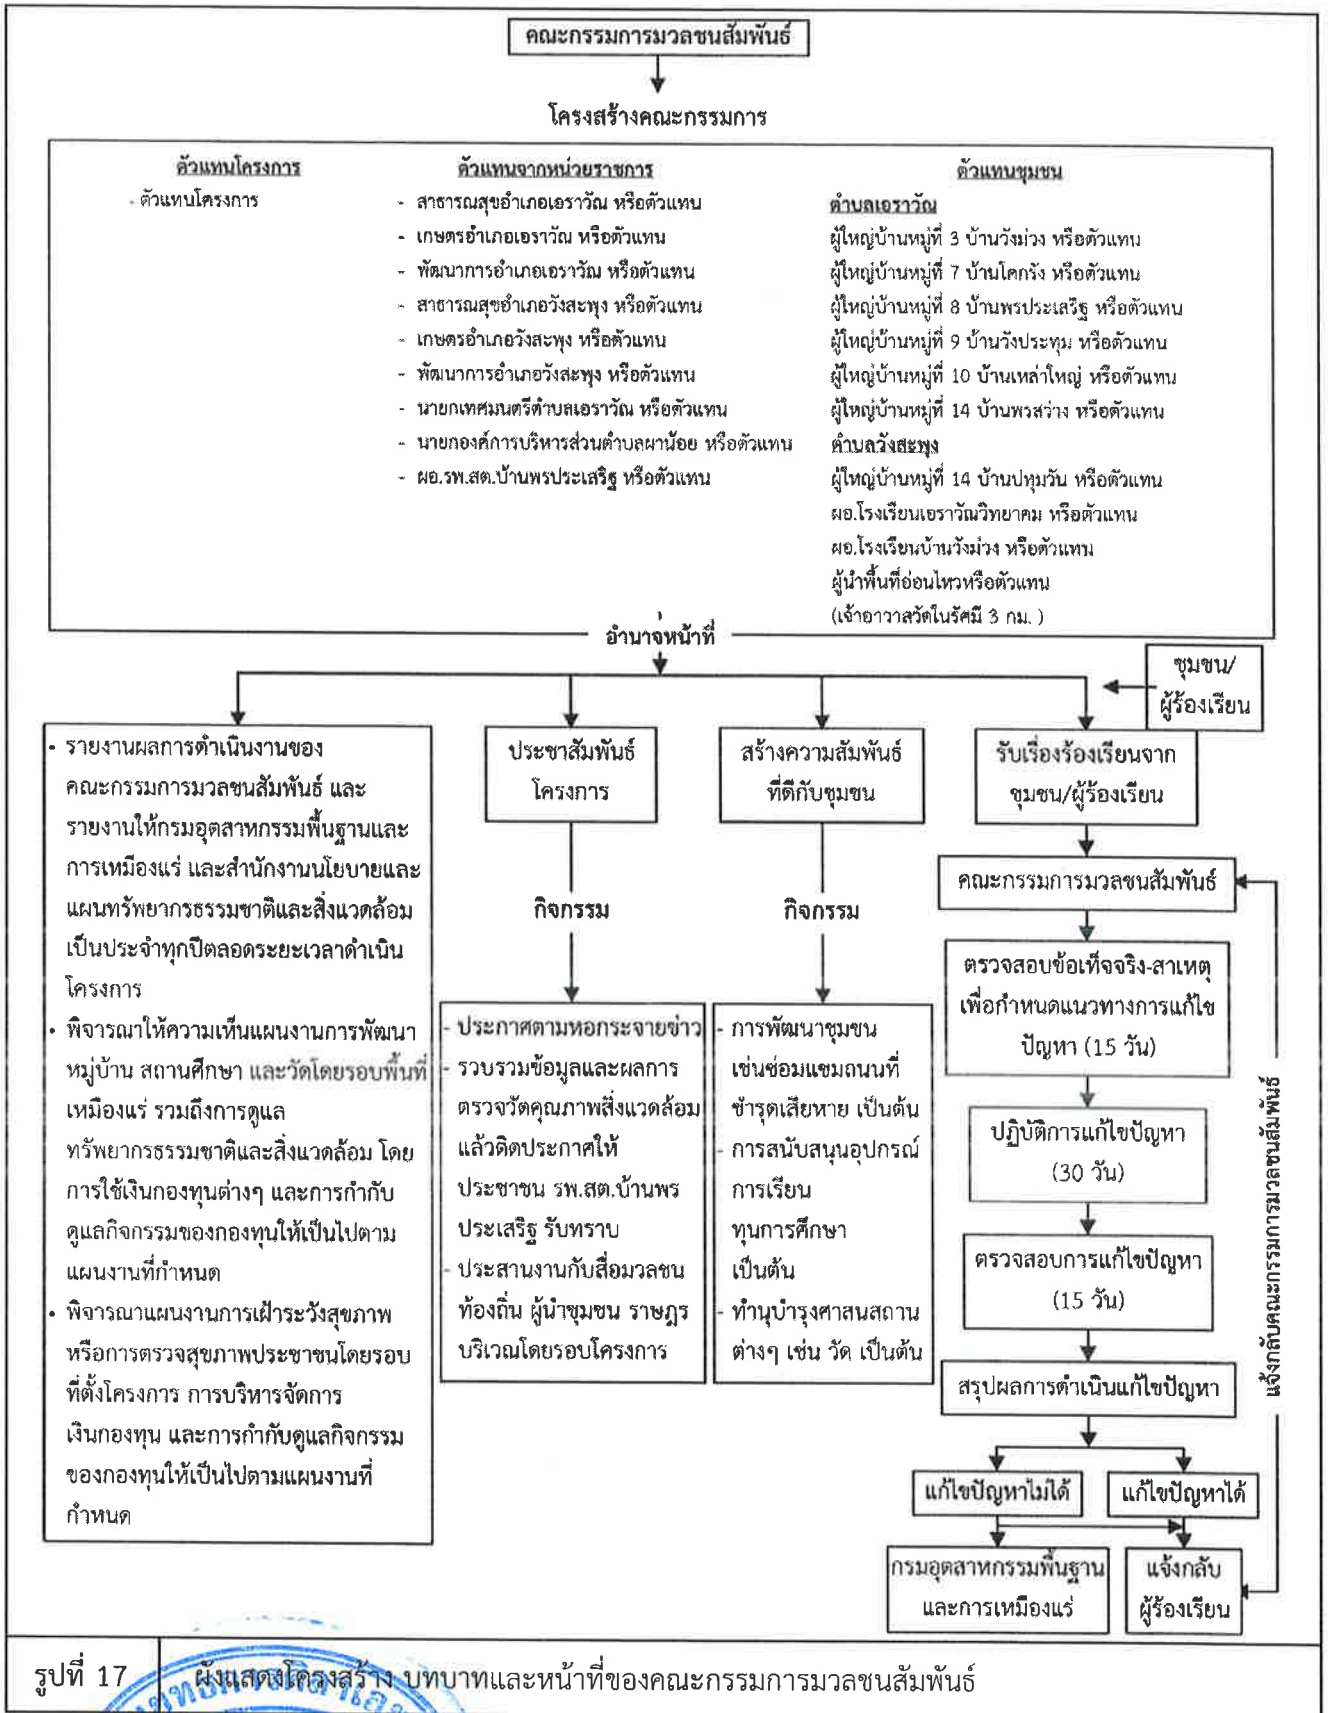 คณะกรรมการมวลชนสัมพันธ์
โครงสร้างคณะกรรมการ
ตัวแทนโครงการ
- ตัวแทนโครงการ
ตัวแทนจากหน่วยราชการ
- สาธารณสุขอำเภอเอราวัณ หรือตัวแทน
- เกษตรอำเภอเอราวัณ หรือตัวแทน
- พัฒนาการอำเภอเอราวัณ หรือตัวแทน
- สาธารณสุขอำเภอวังสะพุง หรือตัวแทน
- เกษตรอำเภอวังสะพุง หรือตัวแทน
- พัฒนาการอำเภอวังสะพุง หรือตัวแทน
- นายกเทศมนตรีตำบลเอราวัณ หรือตัวแทน
- นายกองค์การบริหารส่วนตำบลผาน้อย หรือตัวแทน
- ผอ.รพ.สต.บ้านพรประเสริฐ หรือตัวแทน
ตัวแทนชุมชน
ตำบลเอราวัณ
ผู้ใหญ่บ้านหมู่ที่ 3 บ้านวังม่วง หรือตัวแทน
ผู้ใหญ่บ้านหมู่ที่ 7 บ้านโคกรัง หรือตัวแทน
ผู้ใหญ่บ้านหมู่ที่ 8 บ้านพรประเสริฐ หรือตัวแทน
ผู้ใหญ่บ้านหมู่ที่ 9 บ้านวังประทุม หรือตัวแทน
ผู้ใหญ่บ้านหมู่ที่ 10 บ้านเหล่าใหญ่ หรือตัวแทน
ผู้ใหญ่บ้านหมู่ที่ 14 บ้านพรสว่าง หรือตัวแทน
ตำบลวังสะพุง
ผู้ใหญ่บ้านหมู่ที่ 14 บ้านปทุมวัน หรือตัวแทน
ผอ.โรงเรียนเอราวัณวิทยาคม หรือตัวแทน
ผอ.โรงเรียนบ้านวังม่วง หรือตัวแทน
ผู้นำพื้นที่อ่อนไหวหรือตัวแทน
(เจ้าอาวาสวัดในรัศมี 3 กม. )
อำนาจหน้าที่
ชุมชน/
ผู้ร้องเรียน
• รายงานผลการดำเนินงานของ
คณะกรรมการมวลชนสัมพันธ์ และ
รายงานให้กรมอุตสาหกรรมพื้นฐานและ
การเหมืองแร่ และสำนักงานนโยบายและ
แผนทรัพยากรธรรมชาติและสิ่งแวดล้อม
เป็นประจำทุกปีตลอดระยะเวลาดำเนิน
โครงการ
• พิจารณาให้ความเห็นแผนงานการพัฒนา
หมู่บ้าน สถานศึกษา และวัดโดยรอบพื้นที่
เหมืองแร่ รวมถึงการดูแล
ทรัพยากรธรรมชาติและสิ่งแวดล้อม โดย
การใช้เงินกองทุนต่างๆ และการกำกับ
ดูแลกิจกรรมของกองทุนให้เป็นไปตาม
แผนงานที่กำหนด
• พิจารณาแผนงานการเฝ้าระวังสุขภาพ
หรือการตรวจสุขภาพประชาชนโดยรอบ
ที่ตั้งโครงการ การบริหารจัดการ
เงินกองทุน และการกำกับดูแลกิจกรรม
ของกองทุนให้เป็นไปตามแผนงานที่
กำหนด
ประชาสัมพันธ์
โครงการ
กิจกรรม
- ประกาศตามหอกระจายข่าว
- รวบรวมข้อมูลและผลการ
ตรวจวัดคุณภาพสิ่งแวดล้อม
แล้วติดประกาศให้
ประชาชน รพ.สต.บ้านพร
ประเสริฐ รับทราบ
- ประสานงานกับสื่อมวลชน
ท้องถิ่น ผู้นำชุมชน ราษฎร
บริเวณโดยรอบโครงการ
สร้างความสัมพันธ์
ที่ดีกับชุมชน
กิจกรรม
- การพัฒนาชุมชน
เช่นซ่อมแซมถนนที่
ชำรุดเสียหาย เป็นต้น
- การสนับสนุนอุปกรณ์
การเรียน
ทุนการศึกษา
เป็นต้น
- ทำนุบำรุงศาสนสถาน
ต่างๆ เช่น วัด เป็นต้น
รับเรื่องร้องเรียนจาก
ชุมชน/ผู้ร้องเรียน
คณะกรรมการมวลชนสัมพันธ์
ตรวจสอบข้อเท็จจริง-สาเหตุ
เพื่อกำหนดแนวทางการแก้ไข
ปัญหา (15 วัน)
ปฏิบัติการแก้ไขปัญหา
(30 วัน)
ตรวจสอบการแก้ไขปัญหา
(15 วัน)
สรุปผลการดำเนินแก้ไขปัญหา
แก้ไขปัญหาไม่ได้
แก้ไขปัญหาได้
กรมอุตสาหกรรมพื้นฐาน
และการเหมืองแร่
แจ้งกลับ
ผู้ร้องเรียน
แจ้งกลับคณะกรรมการมวลชนสัมพันธ์
รูปที่ 17
ผังแสดงโครงสร้าง บทบาทและหน้าที่ของคณะกรรมการมวลชนสัมพันธ์